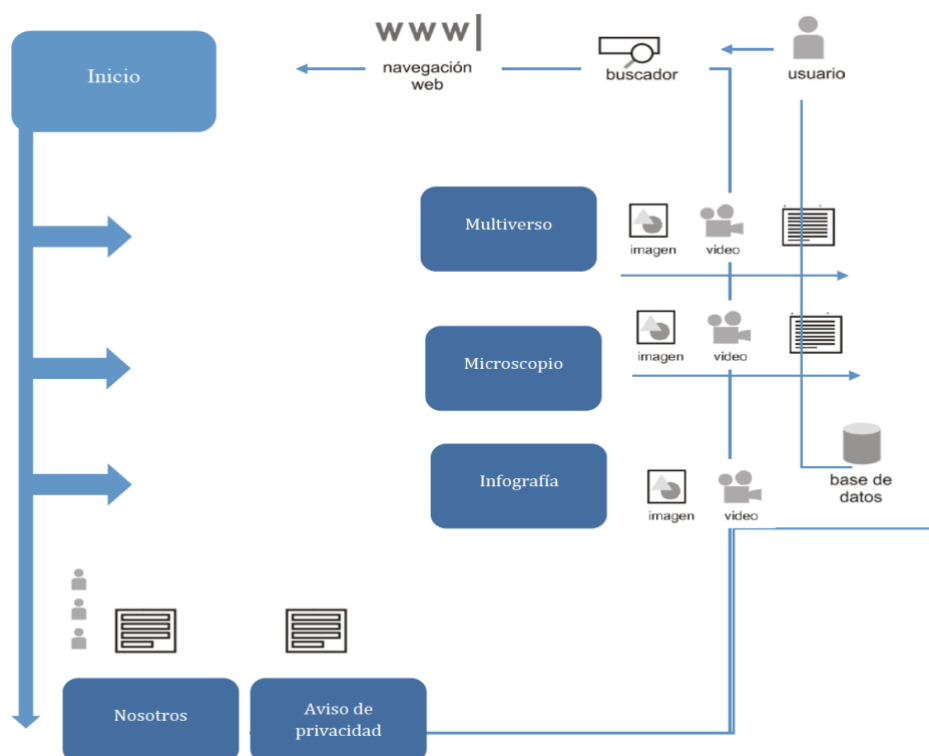 www
Inicio
navegación
web
buscador
usuario
Multiverso
imagen
video
Microscopio
imagen
video
Infografía
imagen
video
base de
datos
Nosotros
Aviso de
privacidad